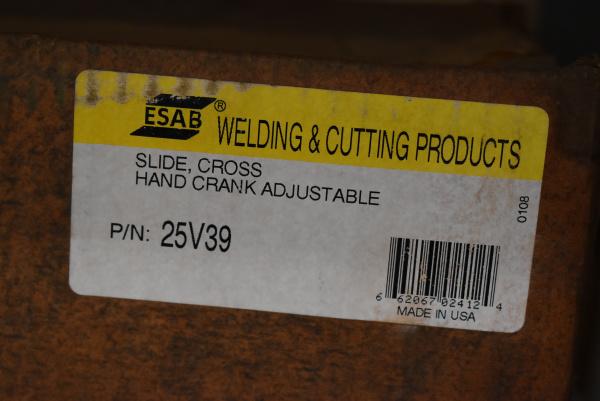 ESAB® WELDING & CUTTING PRODUCTS
SLIDE, CROSS
HAND CRANK ADJUSTABLE
0108
P/N: 25V39
6 62067 02412 4
MADE IN USA